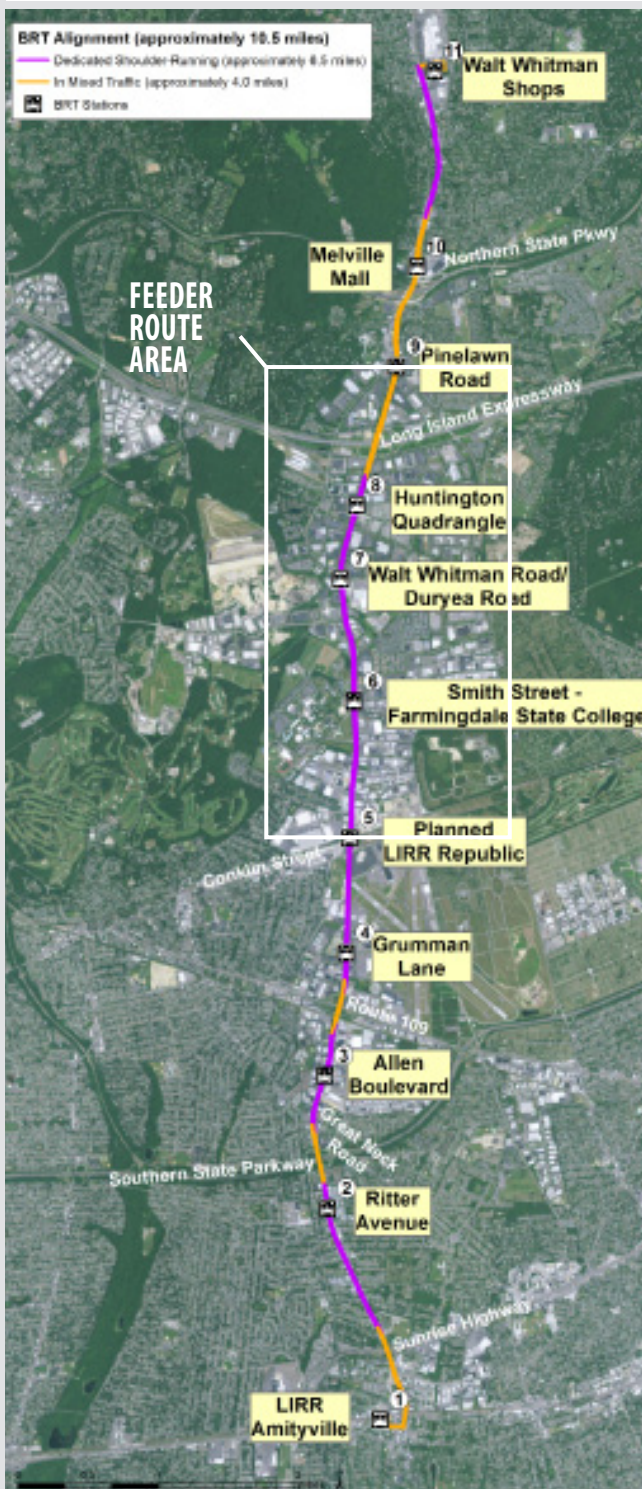 BRT Alignment (approximately 10.5 miles)
Dedicated Shoulder-Running (approximately 6.5 miles)
In Mixed Traffic (approximately 4.0 miles)
BRT Stations
11
Walt Whitman
Shops
10
Melville
Mall
Northern State Pkwy
FEEDER
ROUTE
AREA
9
Pinelawn
Road
Long Island Expressway
8
Huntington
Quadrangle
7
Walt Whitman Road/
Duryea Road
6
Smith Street -
Farmingdale State College
5
Planned
LIRR Republic
Conklin Street
4
Grumman
Lane
Route 109
3
Allen
Boulevard
Great Neck
Road
Southern State Parkway
2
Ritter
Avenue
Sunrise Highway
1
LIRR
Amityville